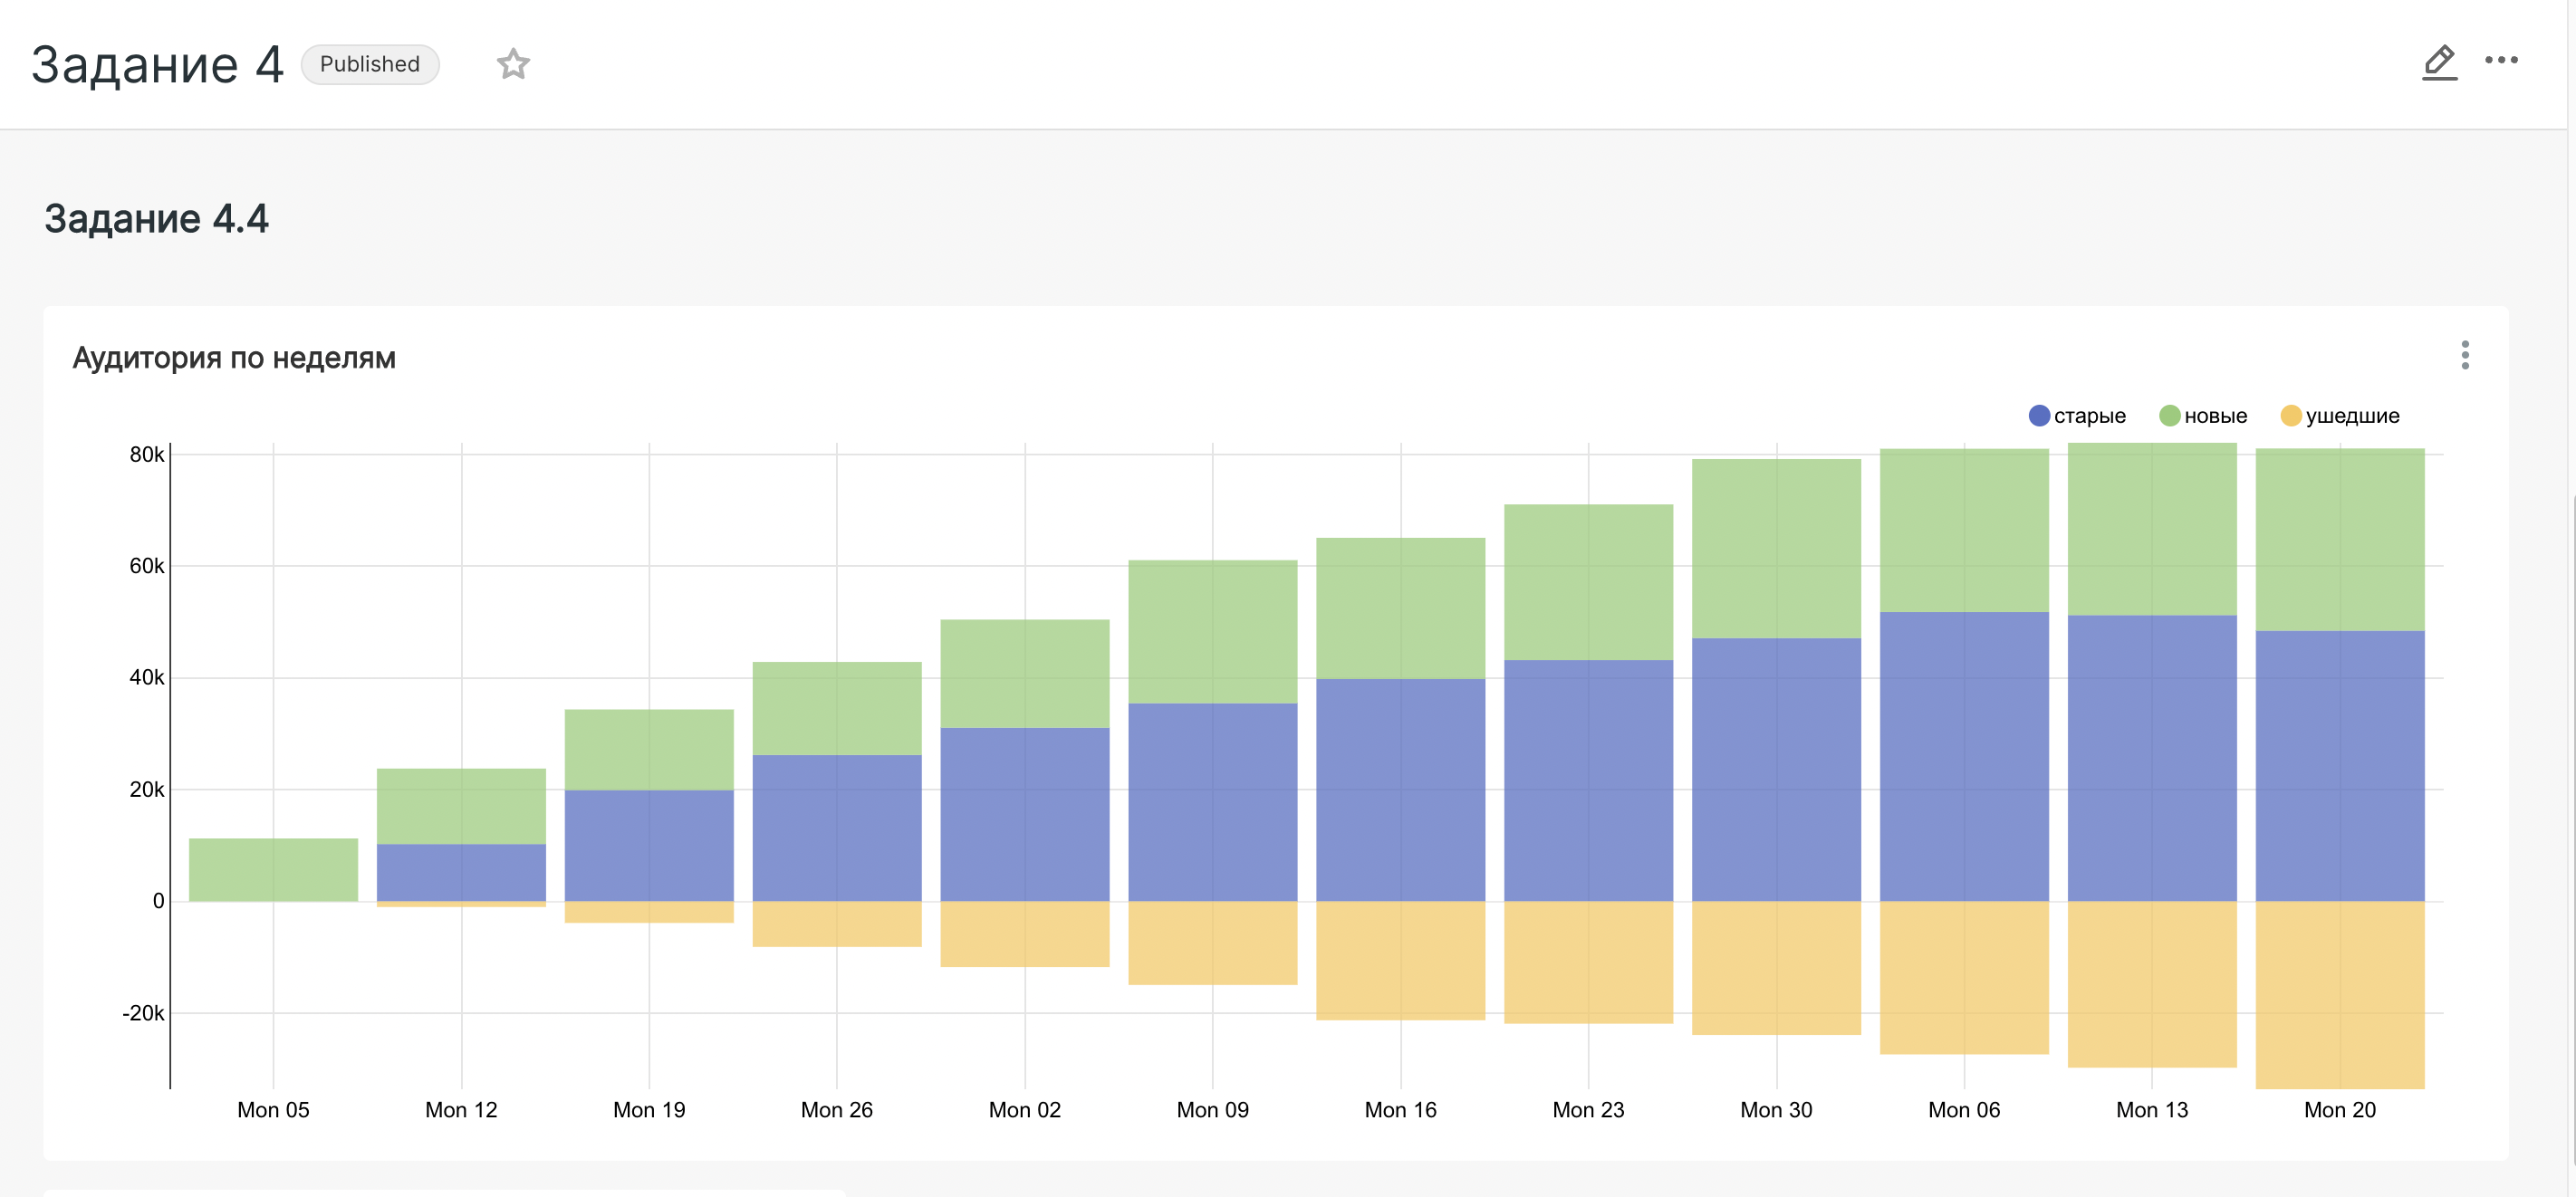 Задание 4 Published
Задание 4.4
Аудитория по неделям
старые новые ушедшие
80k
60k
40k
20k
0
-20k
Mon 05 Mon 12 Mon 19 Mon 26 Mon 02 Mon 09 Mon 16 Mon 23 Mon 30 Mon 06 Mon 13 Mon 20